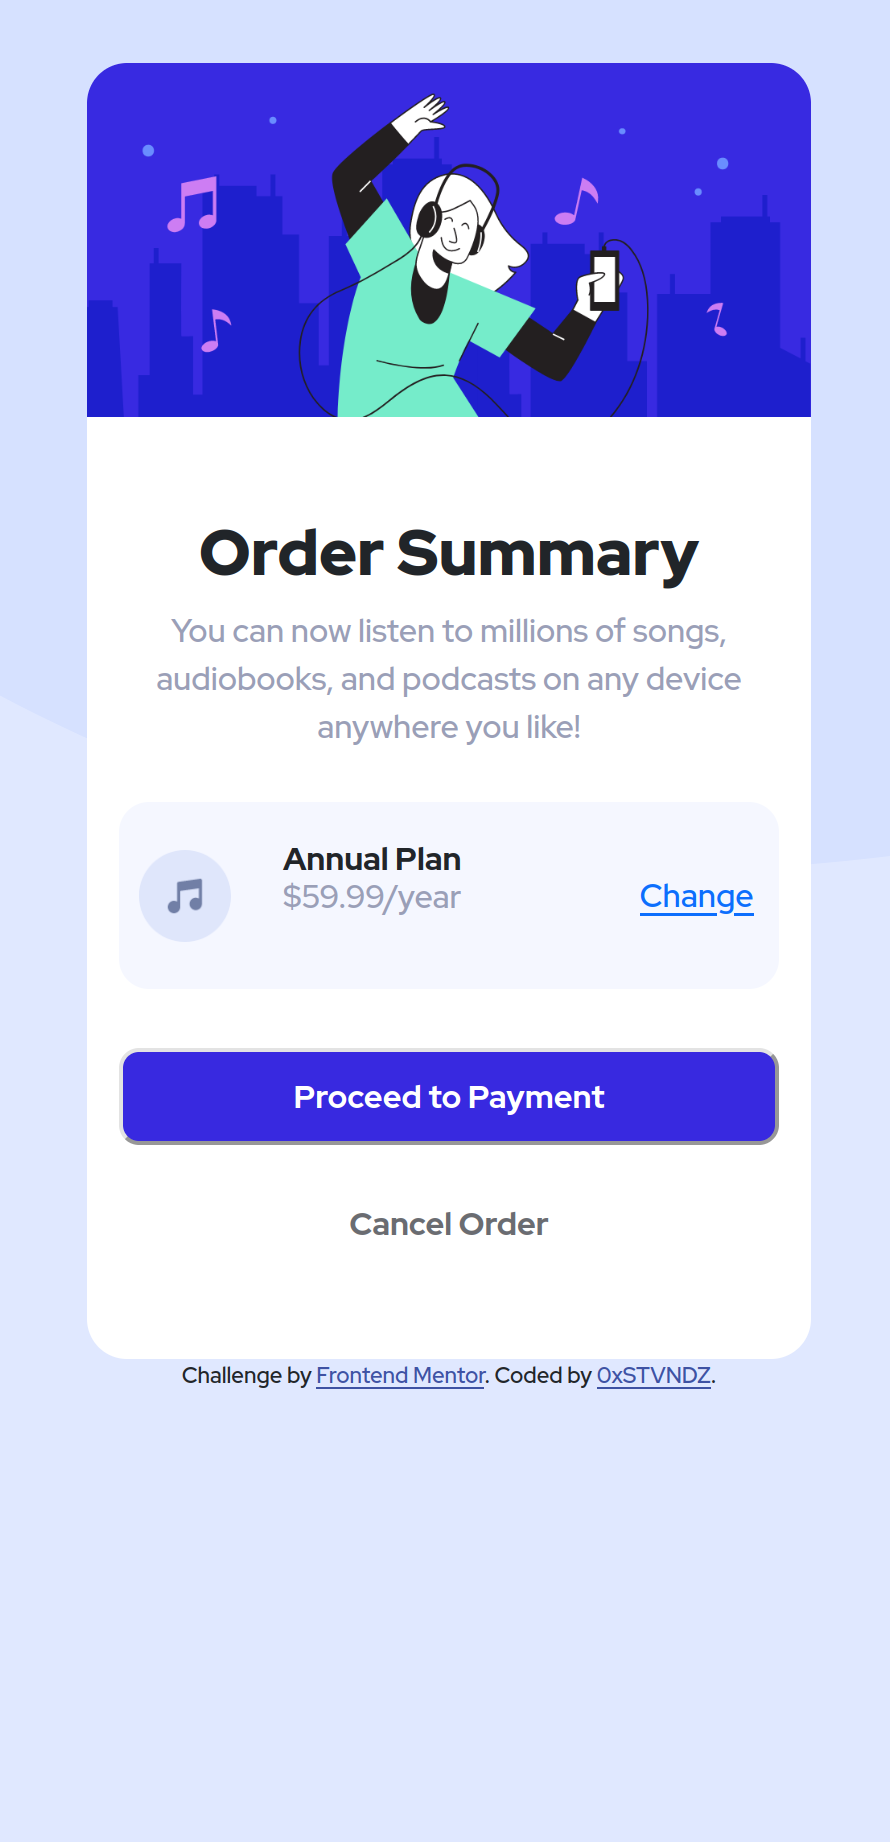 Order Summary
You can now listen to millions of songs,
audiobooks, and podcasts on any device
anywhere you like!
Annual Plan
$59.99/year
Change
Proceed to Payment
Cancel Order
Challenge by Frontend Mentor. Coded by 0xSTVNDZ.